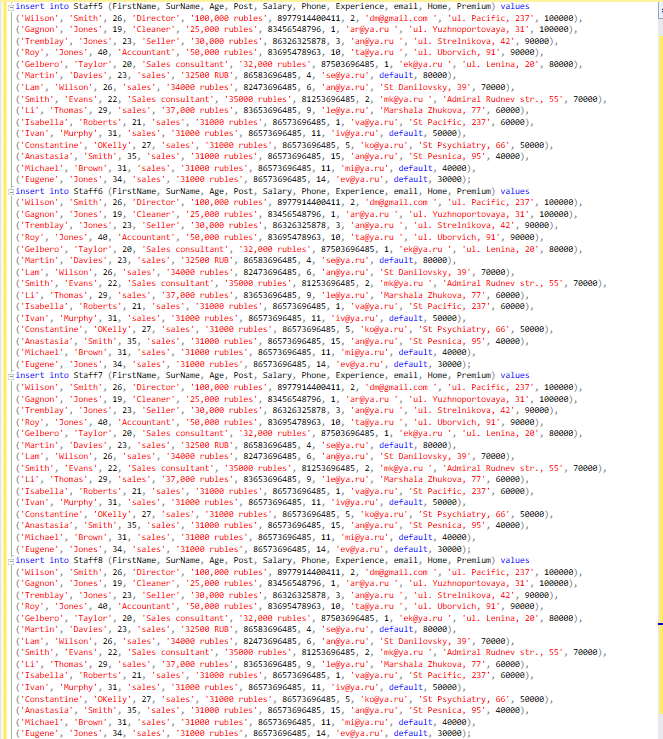 insert into Staff5 (FirstName, SurName, Age, Post, Salary, Phone, Experience, email, Home, Premium) values
('Wilson', 'Smith', 26, 'Director', '100,000 rubles', 8977914400411, 2, 'dm@gmail.com ', 'ul. Pacific, 237', 100000),
('Gagnon', 'Jones', 19, 'Cleaner', '25,000 rubles', 83456548796, 1, 'ar@ya.ru ', 'ul. Yuzhnoportovaya, 31', 100000),
('Tremblay', 'Jones', 23, 'Seller', '30,000 rubles', 86326325878, 3, 'an@ya.ru ', 'ul. Strelnikova, 42', 90000),
('Roy', 'Jones', 40, 'Accountant', '50,000 rubles', 83695478963, 10, 'ta@ya.ru ', 'ul. Uborvich, 91', 90000),
('Gelbero', 'Taylor', 20, 'Sales consultant', '32,000 rubles', 87503696485, 1, 'ek@ya.ru ', 'ul. Lenina, 20', 80000),
('Martin', 'Davies', 23, 'sales', '32500 RUB', 86583696485, 4, 'se@ya.ru', default, 80000),
('Lam', 'Wilson', 26, 'sales', '34000 rubles', 82473696485, 6, 'an@ya.ru', 'St Danilovsky, 39', 70000),
('Smith', 'Evans', 22, 'Sales consultant', '35000 rubles', 81253696485, 2, 'mk@ya.ru ', 'Admiral Rudnev str., 55', 70000),
('Li', 'Thomas', 29, 'sales', '37,000 rubles', 83653696485, 9, 'le@ya.ru', 'Marshala Zhukova, 77', 60000),
('Isabella', 'Roberts', 21, 'sales', '31000 rubles', 86573696485, 1, 'va@ya.ru', 'St Pacific, 237', 60000),
('Ivan', 'Murphy', 31, 'sales', '31000 rubles', 86573696485, 11, 'iv@ya.ru', default, 50000),
('Constantine', 'OKelly', 27, 'sales', '31000 rubles', 86573696485, 5, 'ko@ya.ru', 'St Psychiatry, 66', 50000),
('Anastasia', 'Smith', 35, 'sales', '31000 rubles', 86573696485, 15, 'an@ya.ru', 'St Pesnica, 95', 40000),
('Michael', 'Brown', 31, 'sales', '31000 rubles', 86573696485, 11, 'mi@ya.ru', default, 40000),
('Eugene', 'Jones', 34, 'sales', '31000 rubles', 86573696485, 14, 'ev@ya.ru', default, 30000);
insert into Staff6 (FirstName, SurName, Age, Post, Salary, Phone, Experience, email, Home, Premium) values
('Wilson', 'Smith', 26, 'Director', '100,000 rubles', 8977914400411, 2, 'dm@gmail.com ', 'ul. Pacific, 237', 100000),
('Gagnon', 'Jones', 19, 'Cleaner', '25,000 rubles', 83456548796, 1, 'ar@ya.ru ', 'ul. Yuzhnoportovaya, 31', 100000),
('Tremblay', 'Jones', 23, 'Seller', '30,000 rubles', 86326325878, 3, 'an@ya.ru ', 'ul. Strelnikova, 42', 90000),
('Roy', 'Jones', 40, 'Accountant', '50,000 rubles', 83695478963, 10, 'ta@ya.ru ', 'ul. Uborvich, 91', 90000),
('Gelbero', 'Taylor', 20, 'Sales consultant', '32,000 rubles', 87503696485, 1, 'ek@ya.ru ', 'ul. Lenina, 20', 80000),
('Martin', 'Davies', 23, 'sales', '32500 RUB', 86583696485, 4, 'se@ya.ru', default, 80000),
('Lam', 'Wilson', 26, 'sales', '34000 rubles', 82473696485, 6, 'an@ya.ru', 'St Danilovsky, 39', 70000),
('Smith', 'Evans', 22, 'Sales consultant', '35000 rubles', 81253696485, 2, 'mk@ya.ru ', 'Admiral Rudnev str., 55', 70000),
('Li', 'Thomas', 29, 'sales', '37,000 rubles', 83653696485, 9, 'le@ya.ru', 'Marshala Zhukova, 77', 60000),
('Isabella', 'Roberts', 21, 'sales', '31000 rubles', 86573696485, 1, 'va@ya.ru', 'St Pacific, 237', 60000),
('Ivan', 'Murphy', 31, 'sales', '31000 rubles', 86573696485, 11, 'iv@ya.ru', default, 50000),
('Constantine', 'OKelly', 27, 'sales', '31000 rubles', 86573696485, 5, 'ko@ya.ru', 'St Psychiatry, 66', 50000),
('Anastasia', 'Smith', 35, 'sales', '31000 rubles', 86573696485, 15, 'an@ya.ru', 'St Pesnica, 95', 40000),
('Michael', 'Brown', 31, 'sales', '31000 rubles', 86573696485, 11, 'mi@ya.ru', default, 40000),
('Eugene', 'Jones', 34, 'sales', '31000 rubles', 86573696485, 14, 'ev@ya.ru', default, 30000);
insert into Staff7 (FirstName, SurName, Age, Post, Salary, Phone, Experience, email, Home, Premium) values
('Wilson', 'Smith', 26, 'Director', '100,000 rubles', 8977914400411, 2, 'dm@gmail.com ', 'ul. Pacific, 237', 100000),
('Gagnon', 'Jones', 19, 'Cleaner', '25,000 rubles', 83456548796, 1, 'ar@ya.ru ', 'ul. Yuzhnoportovaya, 31', 100000),
('Tremblay', 'Jones', 23, 'Seller', '30,000 rubles', 86326325878, 3, 'an@ya.ru ', 'ul. Strelnikova, 42', 90000),
('Roy', 'Jones', 40, 'Accountant', '50,000 rubles', 83695478963, 10, 'ta@ya.ru ', 'ul. Uborvich, 91', 90000),
('Gelbero', 'Taylor', 20, 'Sales consultant', '32,000 rubles', 87503696485, 1, 'ek@ya.ru ', 'ul. Lenina, 20', 80000),
('Martin', 'Davies', 23, 'sales', '32500 RUB', 86583696485, 4, 'se@ya.ru', default, 80000),
('Lam', 'Wilson', 26, 'sales', '34000 rubles', 82473696485, 6, 'an@ya.ru', 'St Danilovsky, 39', 70000),
('Smith', 'Evans', 22, 'Sales consultant', '35000 rubles', 81253696485, 2, 'mk@ya.ru ', 'Admiral Rudnev str., 55', 70000),
('Li', 'Thomas', 29, 'sales', '37,000 rubles', 83653696485, 9, 'le@ya.ru', 'Marshala Zhukova, 77', 60000),
('Isabella', 'Roberts', 21, 'sales', '31000 rubles', 86573696485, 1, 'va@ya.ru', 'St Pacific, 237', 60000),
('Ivan', 'Murphy', 31, 'sales', '31000 rubles', 86573696485, 11, 'iv@ya.ru', default, 50000),
('Constantine', 'OKelly', 27, 'sales', '31000 rubles', 86573696485, 5, 'ko@ya.ru', 'St Psychiatry, 66', 50000),
('Anastasia', 'Smith', 35, 'sales', '31000 rubles', 86573696485, 15, 'an@ya.ru', 'St Pesnica, 95', 40000),
('Michael', 'Brown', 31, 'sales', '31000 rubles', 86573696485, 11, 'mi@ya.ru', default, 40000),
('Eugene', 'Jones', 34, 'sales', '31000 rubles', 86573696485, 14, 'ev@ya.ru', default, 30000);
insert into Staff8 (FirstName, SurName, Age, Post, Salary, Phone, Experience, email, Home, Premium) values
('Wilson', 'Smith', 26, 'Director', '100,000 rubles', 8977914400411, 2, 'dm@gmail.com ', 'ul. Pacific, 237', 100000),
('Gagnon', 'Jones', 19, 'Cleaner', '25,000 rubles', 83456548796, 1, 'ar@ya.ru ', 'ul. Yuzhnoportovaya, 31', 100000),
('Tremblay', 'Jones', 23, 'Seller', '30,000 rubles', 86326325878, 3, 'an@ya.ru ', 'ul. Strelnikova, 42', 90000),
('Roy', 'Jones', 40, 'Accountant', '50,000 rubles', 83695478963, 10, 'ta@ya.ru ', 'ul. Uborvich, 91', 90000),
('Gelbero', 'Taylor', 20, 'Sales consultant', '32,000 rubles', 87503696485, 1, 'ek@ya.ru ', 'ul. Lenina, 20', 80000),
('Martin', 'Davies', 23, 'sales', '32500 RUB', 86583696485, 4, 'se@ya.ru', default, 80000),
('Lam', 'Wilson', 26, 'sales', '34000 rubles', 82473696485, 6, 'an@ya.ru', 'St Danilovsky, 39', 70000),
('Smith', 'Evans', 22, 'Sales consultant', '35000 rubles', 81253696485, 2, 'mk@ya.ru ', 'Admiral Rudnev str., 55', 70000),
('Li', 'Thomas', 29, 'sales', '37,000 rubles', 83653696485, 9, 'le@ya.ru', 'Marshala Zhukova, 77', 60000),
('Isabella', 'Roberts', 21, 'sales', '31000 rubles', 86573696485, 1, 'va@ya.ru', 'St Pacific, 237', 60000),
('Ivan', 'Murphy', 31, 'sales', '31000 rubles', 86573696485, 11, 'iv@ya.ru', default, 50000),
('Constantine', 'OKelly', 27, 'sales', '31000 rubles', 86573696485, 5, 'ko@ya.ru', 'St Psychiatry, 66', 50000),
('Anastasia', 'Smith', 35, 'sales', '31000 rubles', 86573696485, 15, 'an@ya.ru', 'St Pesnica, 95', 40000),
('Michael', 'Brown', 31, 'sales', '31000 rubles', 86573696485, 11, 'mi@ya.ru', default, 40000),
('Eugene', 'Jones', 34, 'sales', '31000 rubles', 86573696485, 14, 'ev@ya.ru', default, 30000);